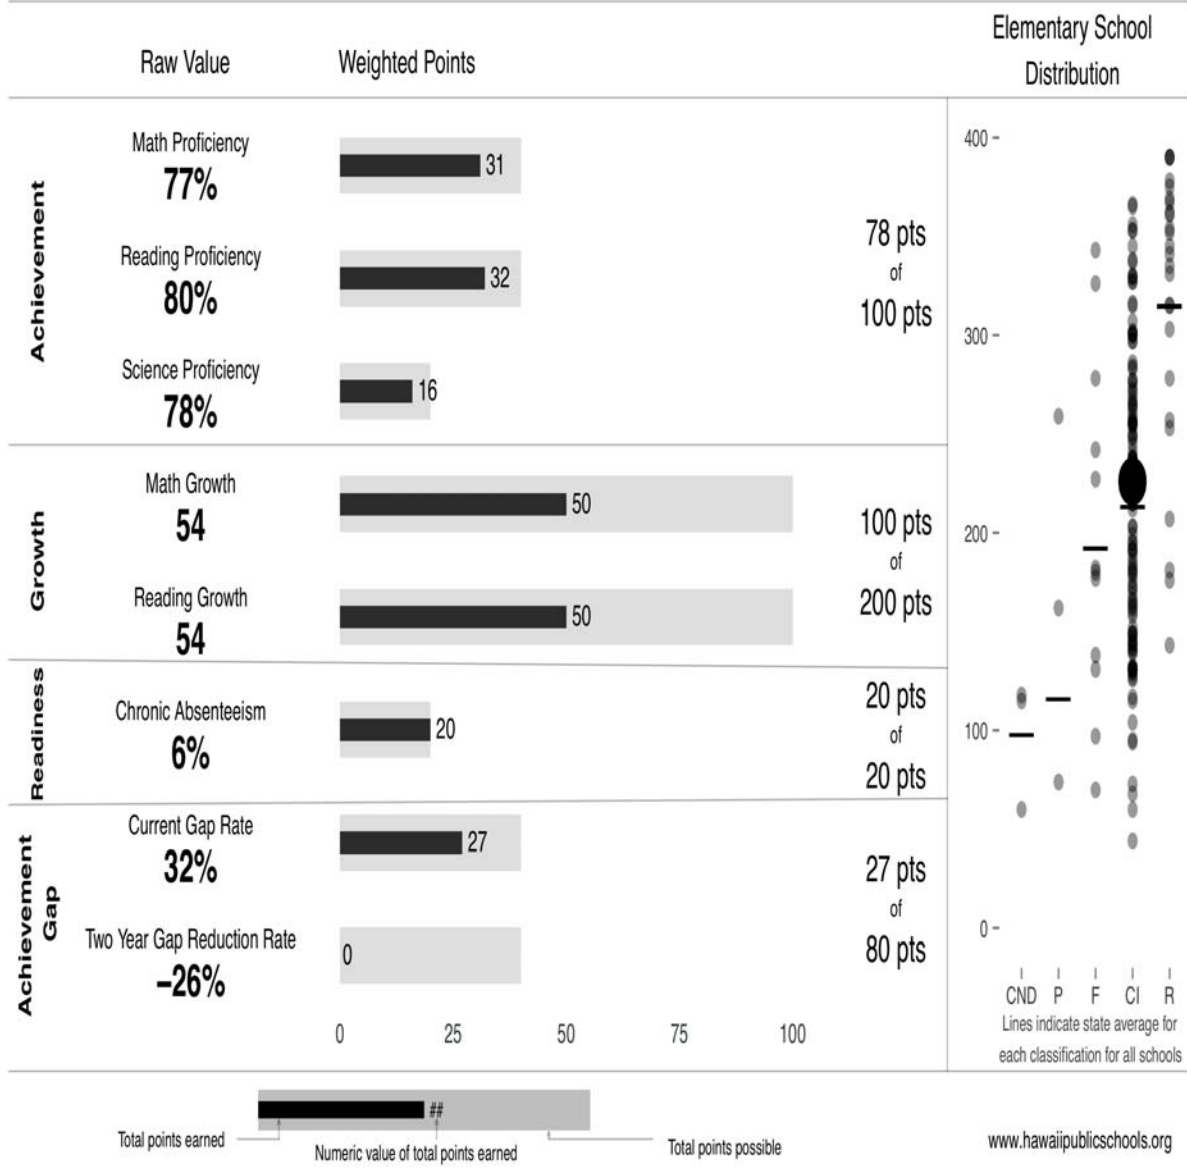 Raw Value
Weighted Points
Elementary School
Distribution
Achievement
Math Proficiency
77%
31
Reading Proficiency
80%
32
Science Proficiency
78%
16
78 pts
of
100 pts
Growth
Math Growth
54
50
Reading Growth
54
50
100 pts
of
200 pts
Readiness
Chronic Absenteeism
6%
20
20 pts
of
20 pts
Achievement
Gap
Current Gap Rate
32%
27
Two Year Gap Reduction Rate
−26%
0
27 pts
of
80 pts
0 25 50 75 100
400
300
200
100
0
CND P F CI R
Lines indicate state average for
each classification for all schools
##
Total points earned
Numeric value of total points earned
Total points possible
www.hawaiipublicschools.org